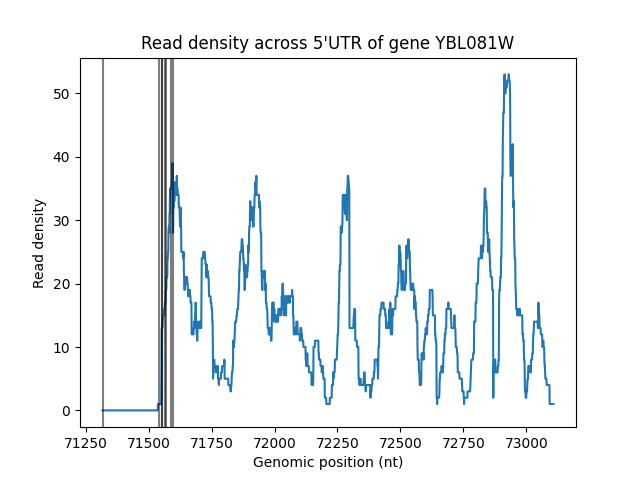 Read density across 5'UTR of gene YBL081W
50
40
30
20
10
0
Read density
71250 71500 71750 72000 72250 72500 72750 73000
Genomic position (nt)